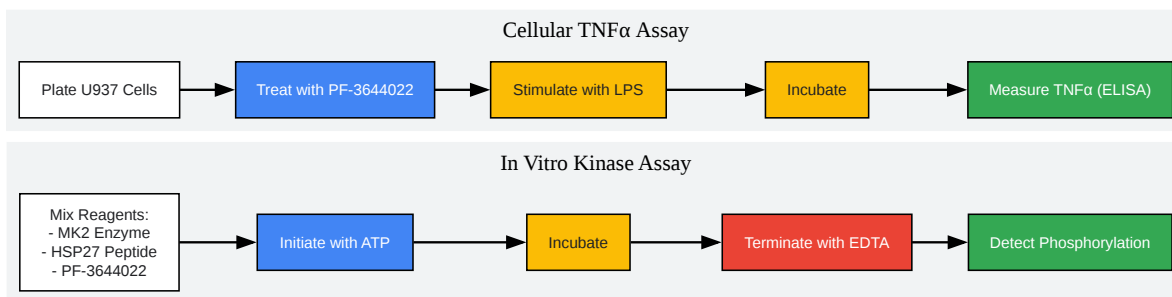 Cellular TNFα Assay
Plate U937 Cells
Treat with PF-3644022
Stimulate with LPS
Incubate
Measure TNFα (ELISA)
In Vitro Kinase Assay
Mix Reagents:
- MK2 Enzyme
- HSP27 Peptide
- PF-3644022
Initiate with ATP
Incubate
Terminate with EDTA
Detect Phosphorylation